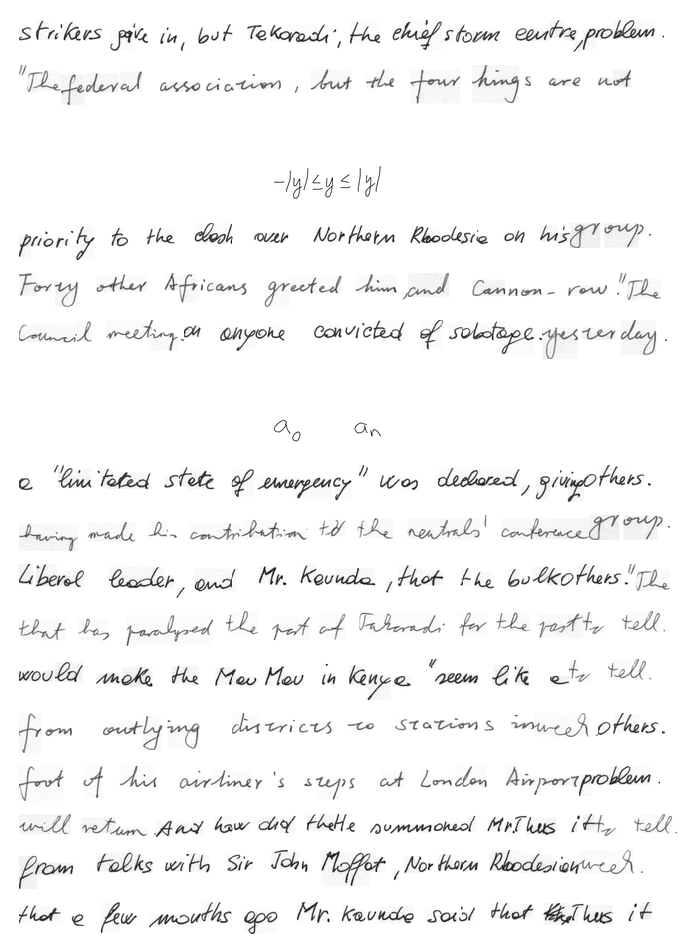 strikers give in, but Tekoradi, the chief storm centre, problem.
"The federal association, but the four kings are not
-|y| ≤ y ≤ |y|
priority to the clash over Northern Rhodesia on his group.
Forty other Africans greeted him and Cannon-row." The
Council meeting. on anyone convicted of sabotage. yesterday.
a₀ aₙ
a "limitated state of emergency" was declared, giving others.
having made his contribution to the neutrals' conference group.
Liberal leader, and Mr. Kaunda, that the bulk others." The
that has paralysed the port of Takoradi for the past to tell.
would make the Mau Mau in Kenya "seem like a to tell.
from outlying districts to stations in week others.
foot of his airliner's steps at London Airport problem.
will return And how did the He summoned Mr. Thus it to tell.
from talks with Sir John Moffat, Northern Rhodesian week.
that a few months ago Mr. Kaunda said that Thus it